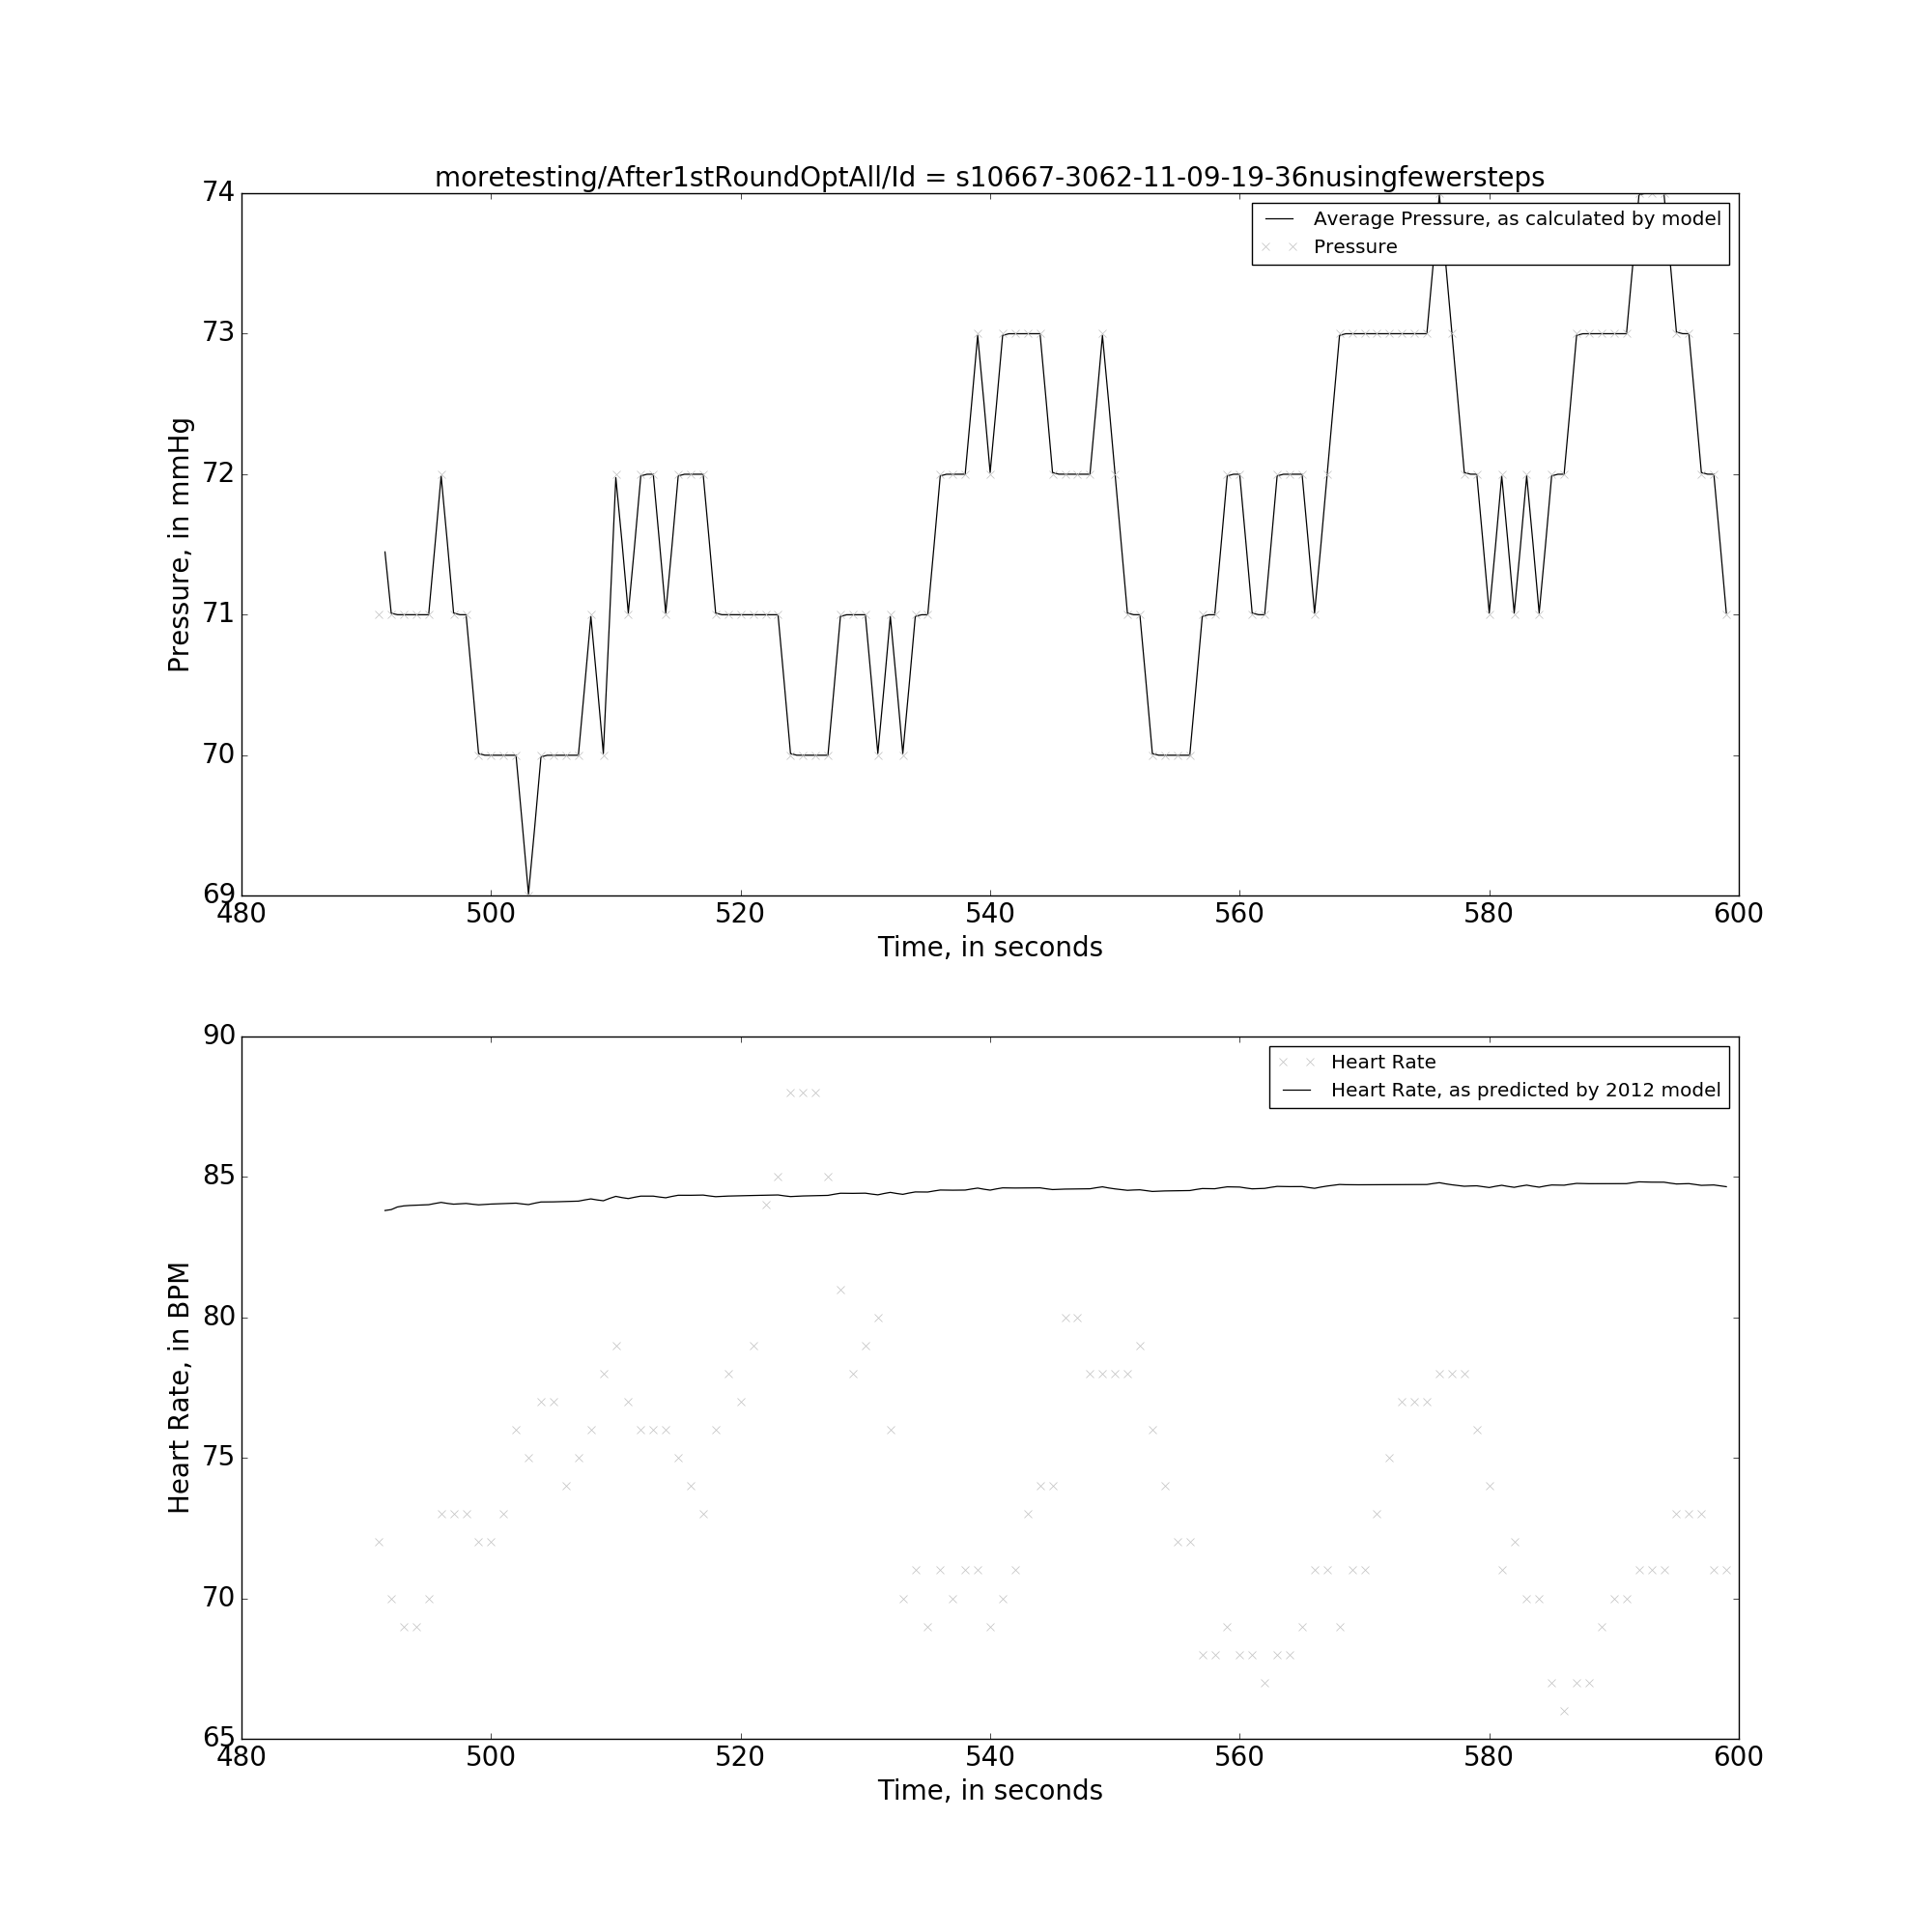 moretesting/After1stRoundOptAll/Id = s10667-3062-11-09-19-36nusingfewersteps
74
73
72
71
70
69
Pressure, in mmHg
Average Pressure, as calculated by model
Pressure
480 500 520 540 560 580 600
Time, in seconds
90
85
80
75
70
65
Heart Rate, in BPM
Heart Rate
Heart Rate, as predicted by 2012 model
480 500 520 540 560 580 600
Time, in seconds